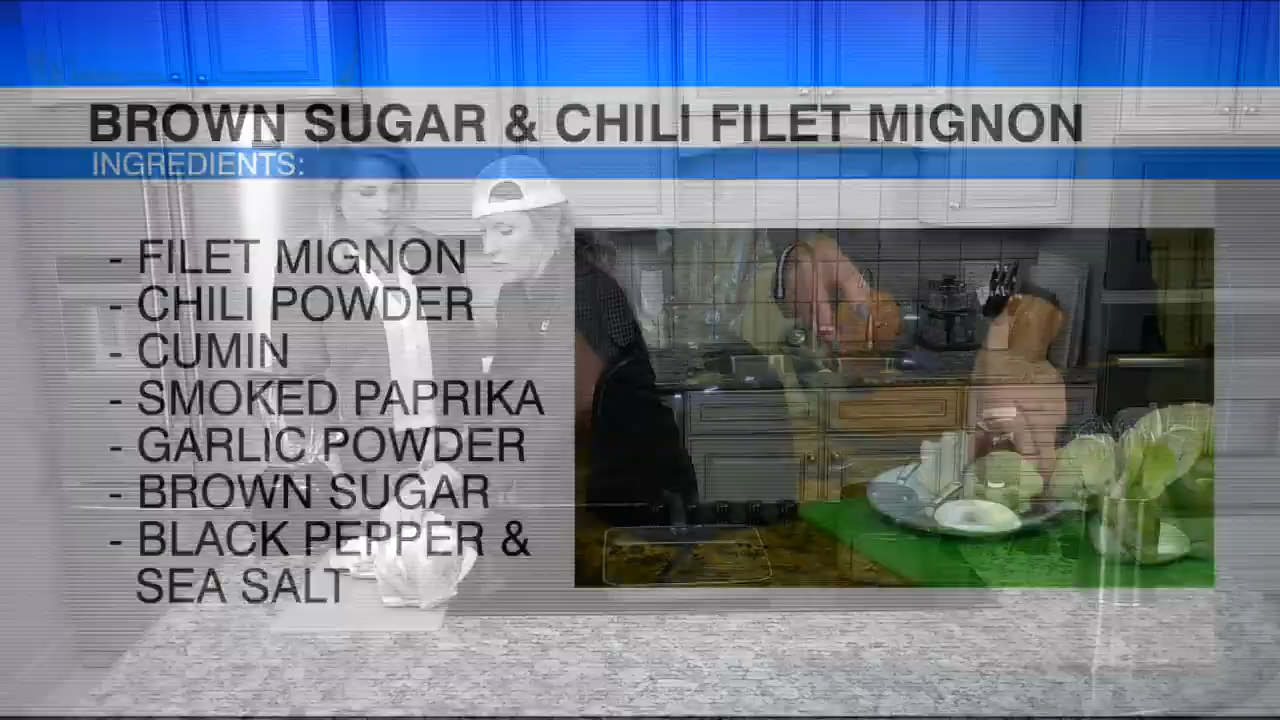 BROWN SUGAR & CHILI FILET MIGNON
INGREDIENTS:
- FILET MIGNON
- CHILI POWDER
- CUMIN
- SMOKED PAPRIKA
- GARLIC POWDER
- BROWN SUGAR
- BLACK PEPPER &
SEA SALT